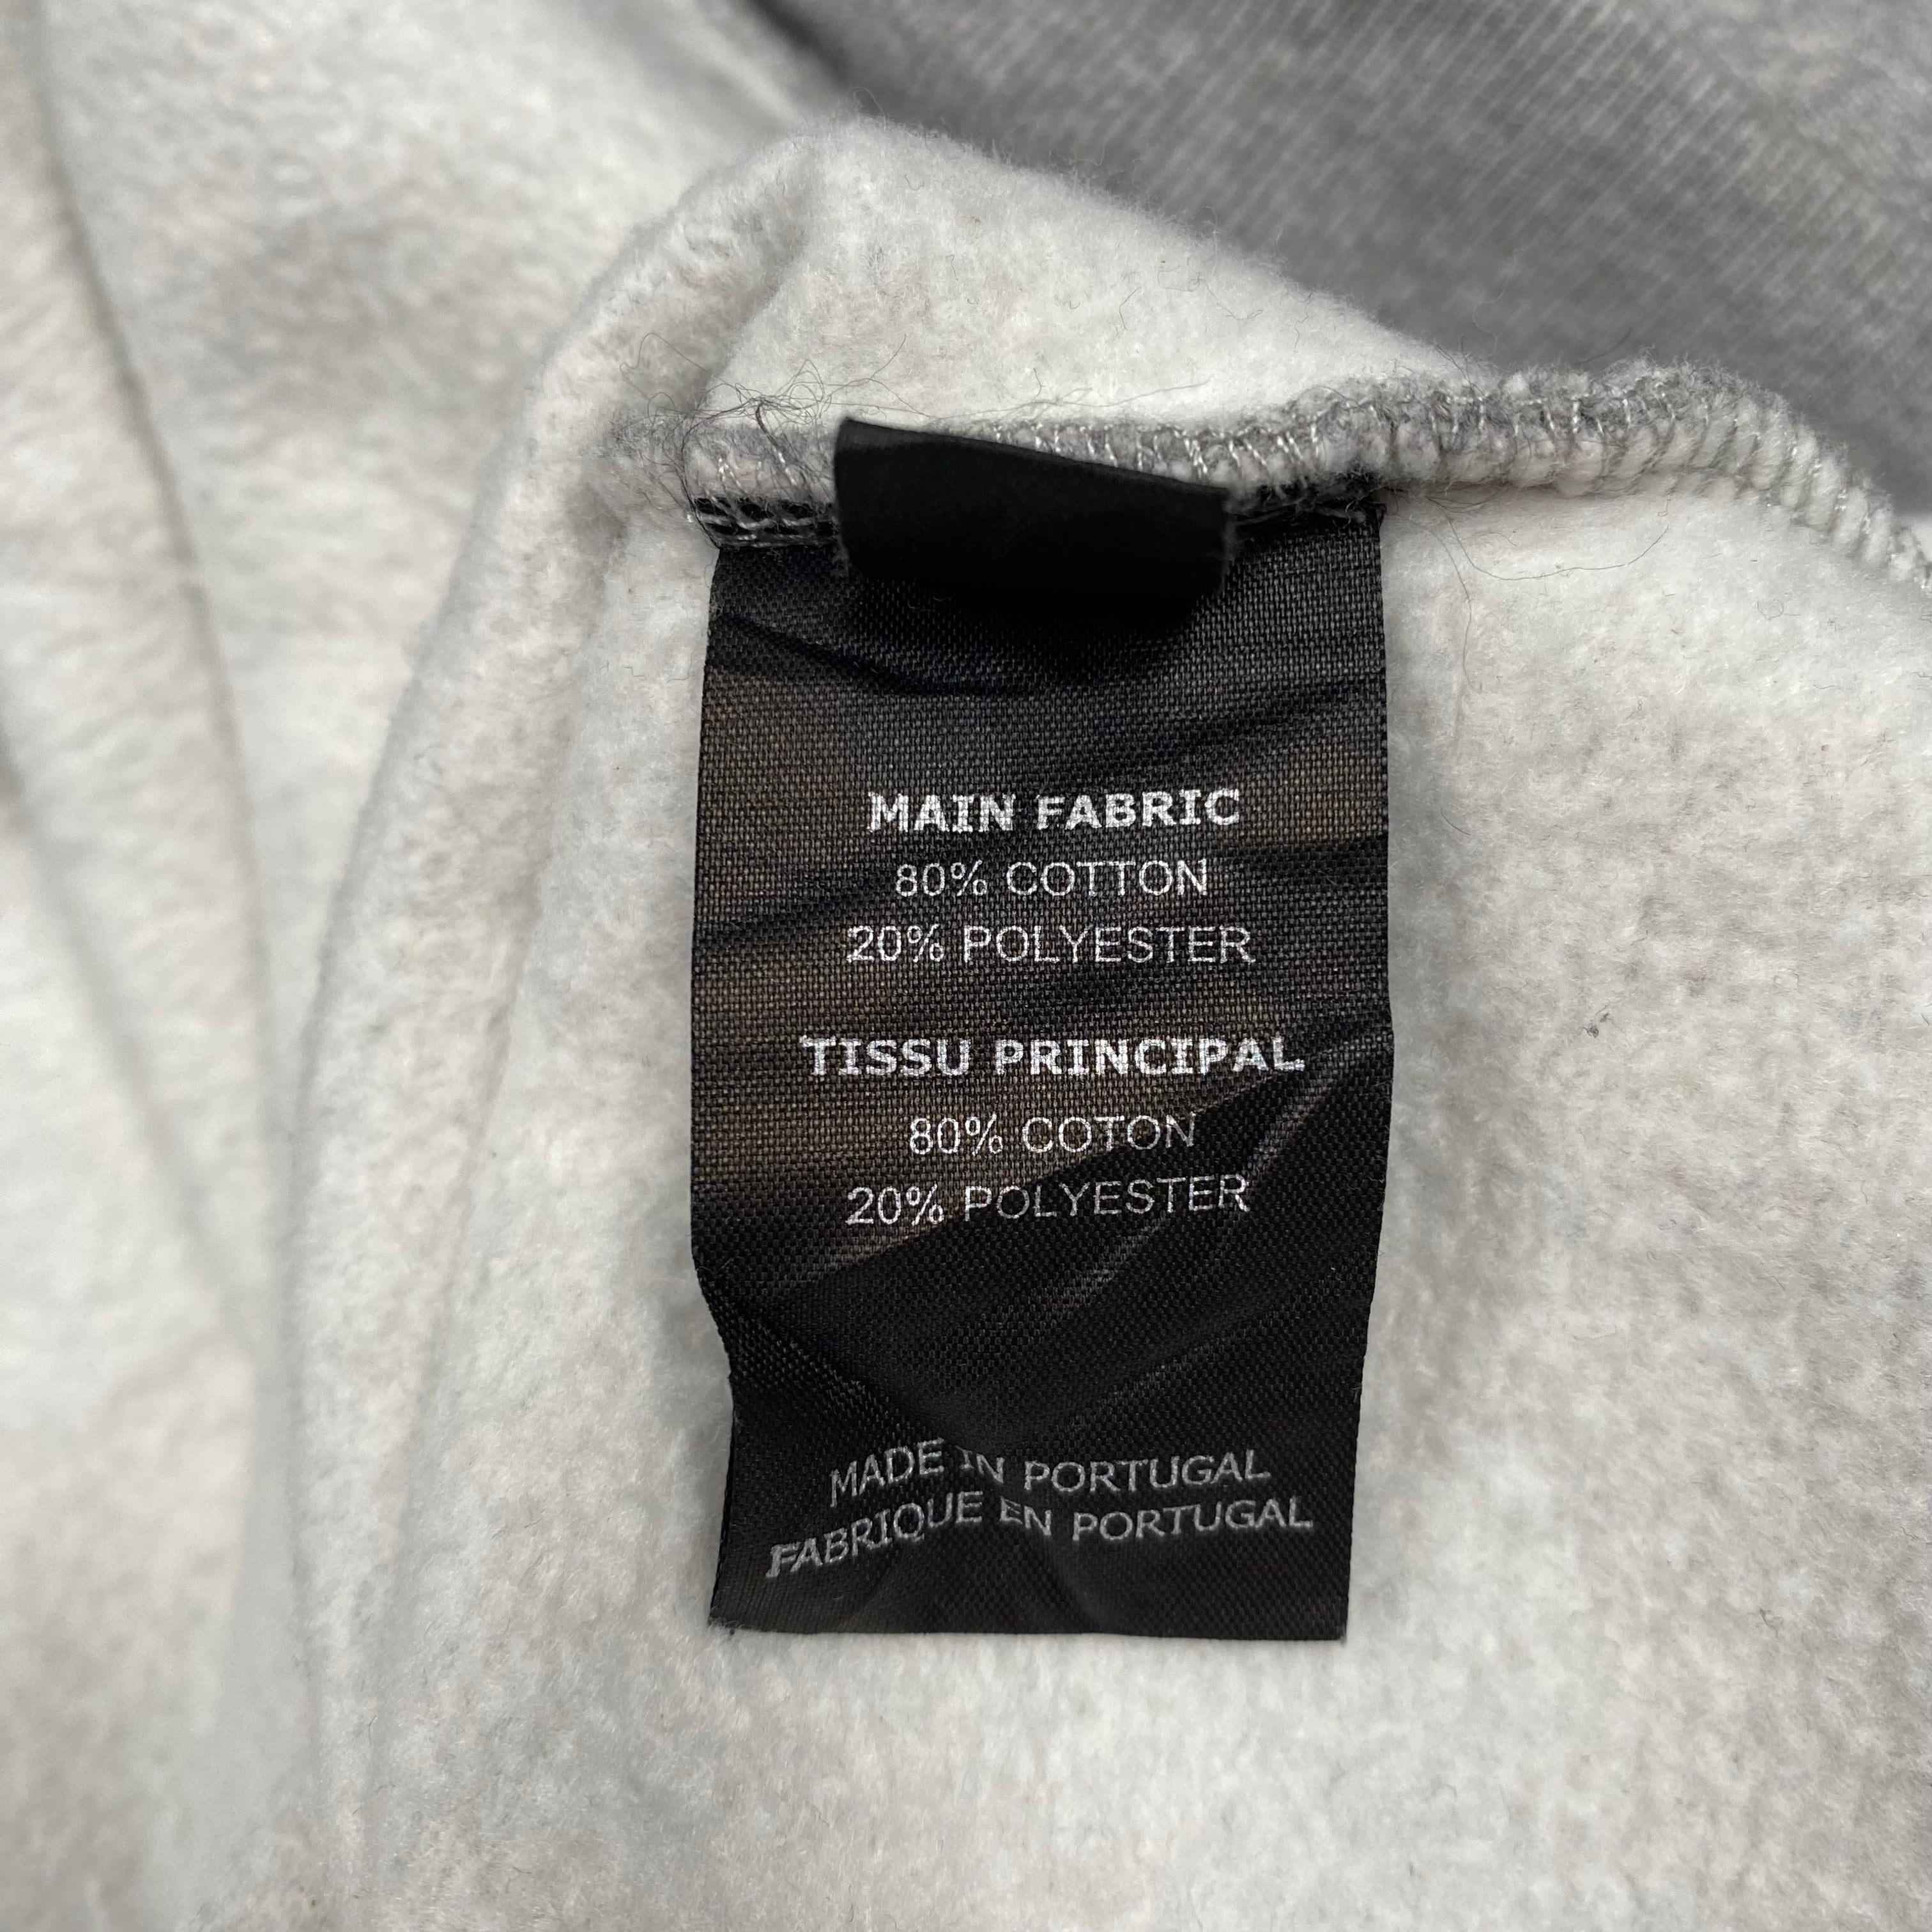 MAIN FABRIC
80% COTTON
20% POLYESTER
TISSU PRINCIPAL
80% COTON
20% POLYESTER
MADE IN PORTUGAL
FABRIQUE EN PORTUGAL